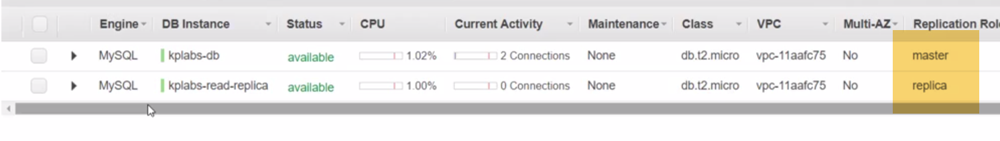 Engine DB Instance Status CPU Current Activity Maintenance Class VPC Multi-AZ Replication Role
MySQL kplabs-db available 1.02% 2 Connections None db.t2.micro vpc-11aafc75 No master
MySQL kplabs-read-replica available 1.00% 0 Connections None db.t2.micro vpc-11aafc75 No replica